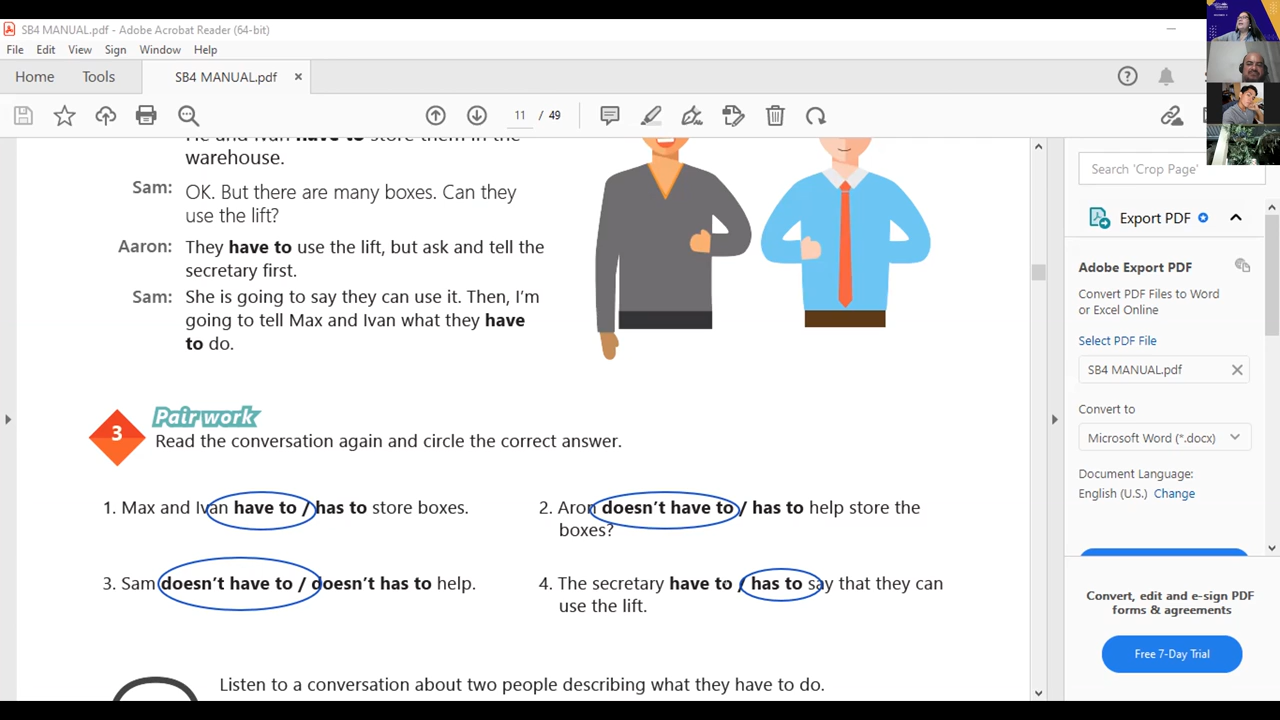 SB4 MANUAL.pdf - Adobe Acrobat Reader (64-bit)
File Edit View Sign Window Help
Home Tools SB4 MANUAL.pdf ×
11 / 49
He and Ivan have to store them in the
warehouse.
Sam: OK. But there are many boxes. Can they
use the lift?
Aaron: They have to use the lift, but ask and tell the
secretary first.
Sam: She is going to say they can use it. Then, I'm
going to tell Max and Ivan what they have
to do.
3
Pair work
Read the conversation again and circle the correct answer.
1. Max and Ivan have to / has to store boxes.
2. Aron doesn't have to / has to help store the
boxes?
3. Sam doesn't have to / doesn't has to help.
4. The secretary have to / has to say that they can
use the lift.
Listen to a conversation about two people describing what they have to do.
Search 'Crop Page'
Export PDF
Adobe Export PDF
Convert PDF Files to Word
or Excel Online
Select PDF File
SB4 MANUAL.pdf
Convert to
Microsoft Word (*.docx)
Document Language:
English (U.S.) Change
Convert, edit and e-sign PDF
forms & agreements
Free 7-Day Trial